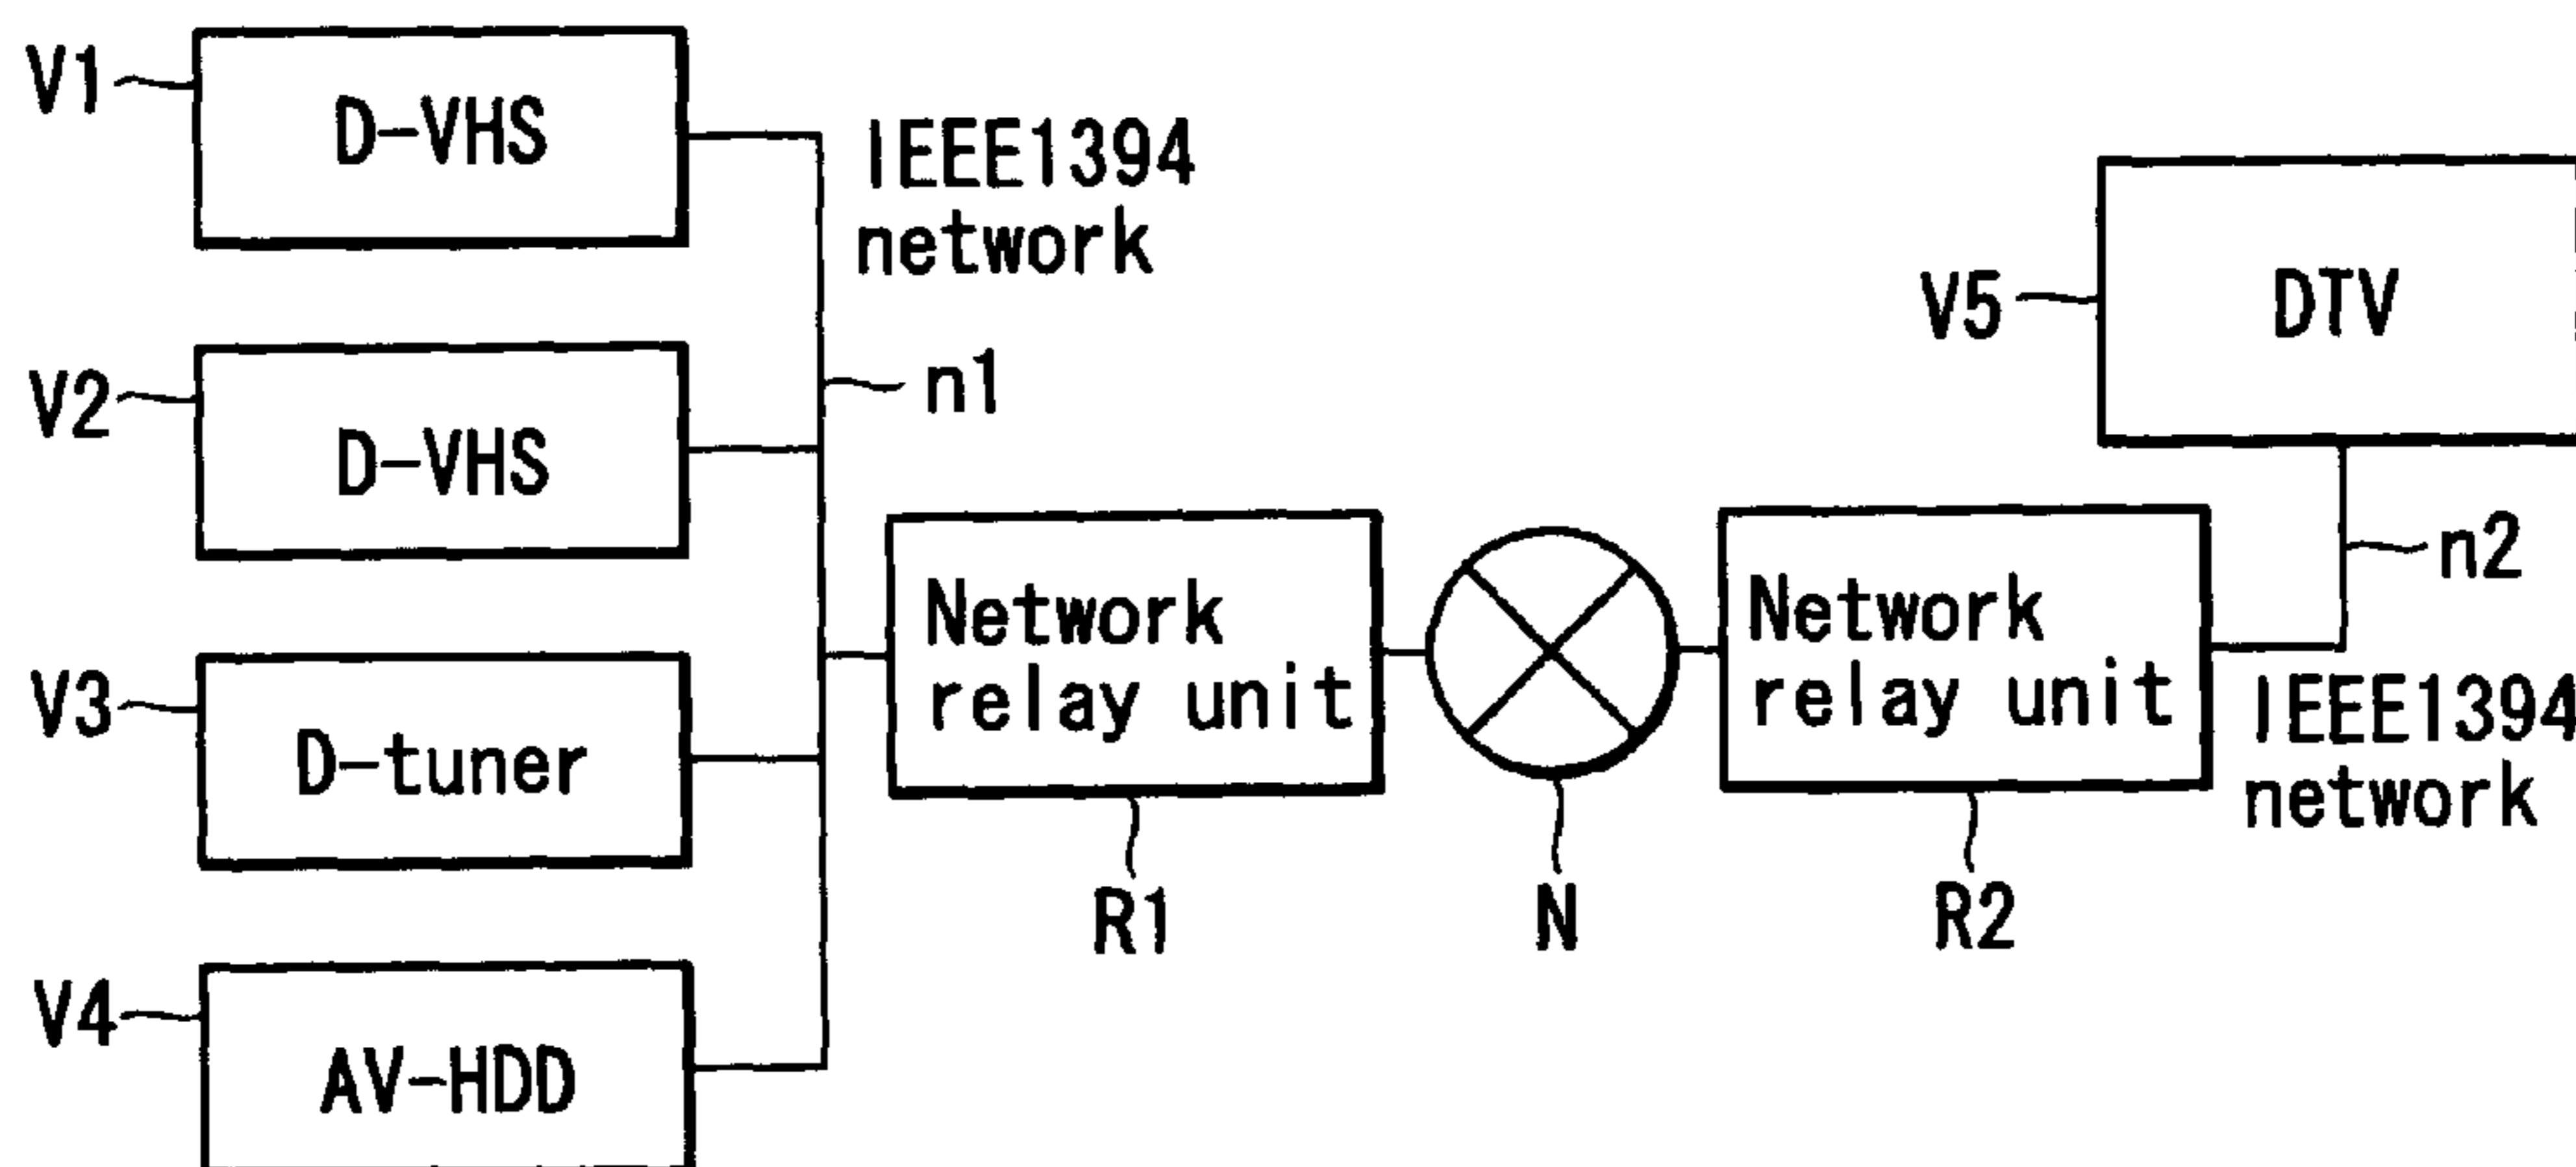 V1
D-VHS
IEEE1394
network
V2
D-VHS
n1
V3
D-tuner
V4
AV-HDD
Network
relay unit
R1
N
Network
relay unit
R2
V5
DTV
n2
IEEE1394
network